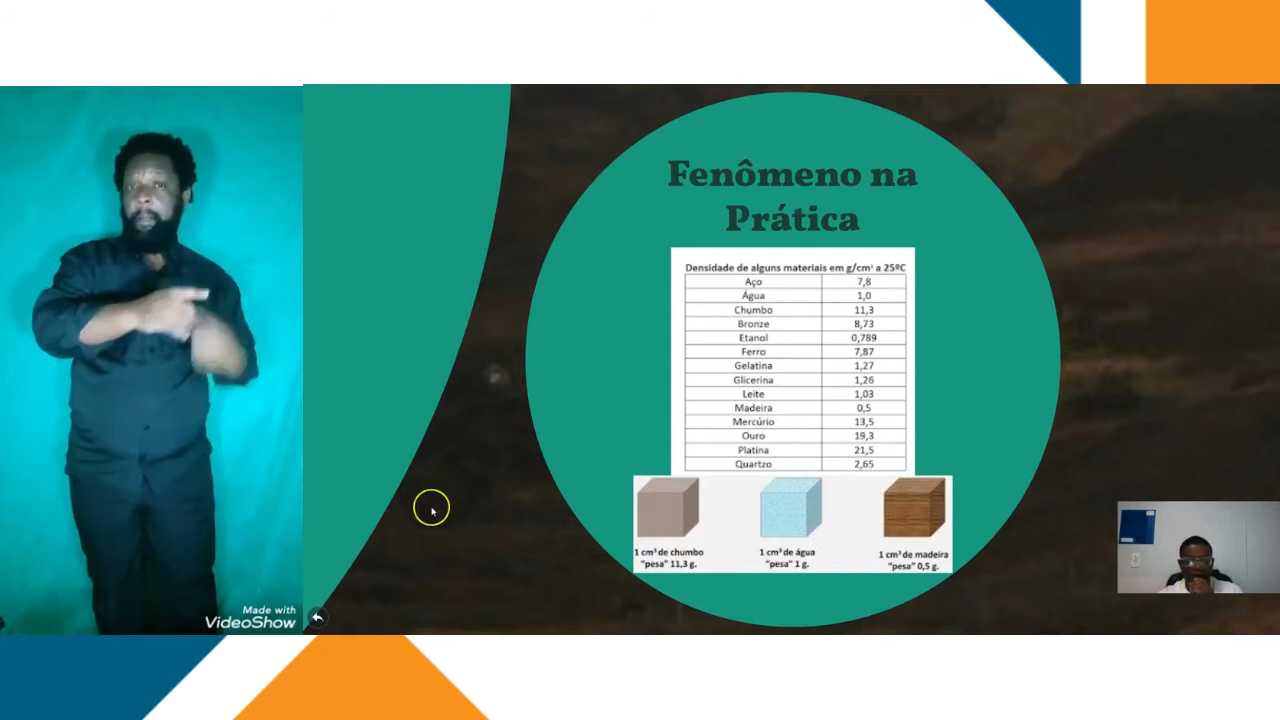 Fenômeno na
Prática
Densidade de alguns materiais em g/cm³ a 25ºC
Aço 7,8
Água 1,0
Chumbo 11,3
Bronze 8,73
Etanol 0,789
Ferro 7,87
Gelatina 1,27
Glicerina 1,26
Leite 1,03
Madeira 0,5
Mercúrio 13,5
Ouro 19,3
Platina 21,5
Quartzo 2,65
1 cm³ de chumbo
"pesa" 11,3 g.
1 cm³ de água
"pesa" 1 g.
1 cm³ de madeira
"pesa" 0,5 g.
Made with
VideoShow